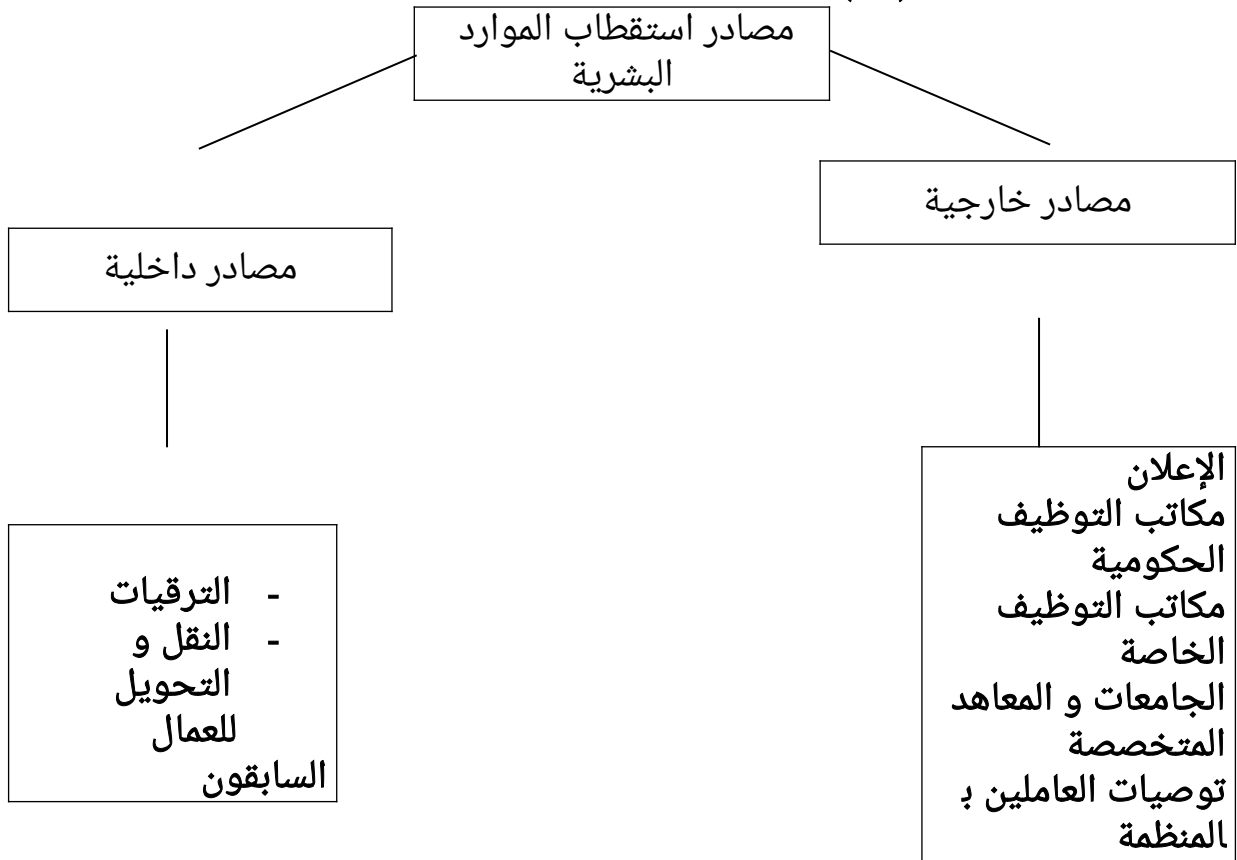 مصادر استقطاب الموارد
البشرية
مصادر خارجية
مصادر داخلية
الإعلان
مكاتب التوظيف
الحكومية
مكاتب التوظيف
الخاصة
الجامعات و المعاهد
المتخصصة
توصيات العاملين بـ
المنظمة
- الترقيات
- النقل و
التحويل
للعمال
السابقون